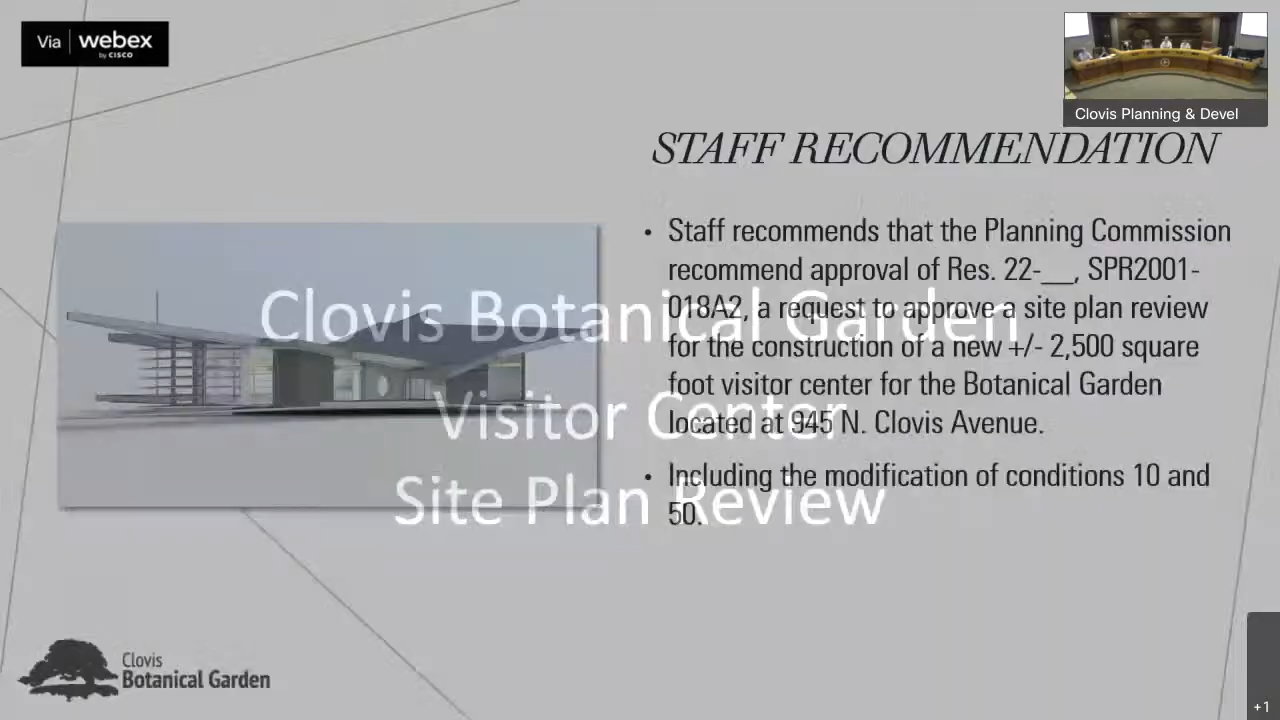 Via webex
by CISCO
Clovis Planning & Devel
STAFF RECOMMENDATION
• Staff recommends that the Planning Commission
recommend approval of Res. 22-__, SPR2001-
018A2, a request to approve a site plan review
for the construction of a new +/- 2,500 square
foot visitor center for the Botanical Garden
located at 945 N. Clovis Avenue.
• Including the modification of conditions 10 and
50.
Clovis Botanical Garden
Visitor Center
Site Plan Review
Clovis
Botanical Garden
+1